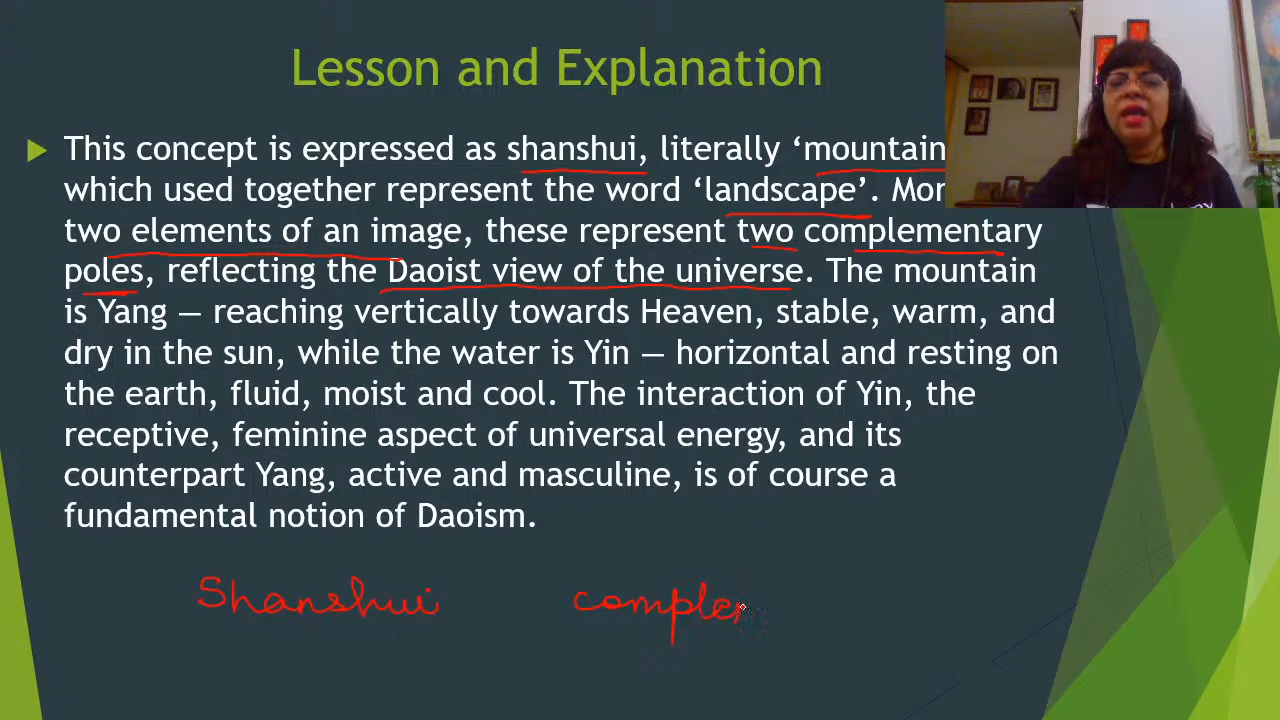 Lesson and Explanation
This concept is expressed as shanshui, literally ‘mountain
which used together represent the word ‘landscape’.
two elements of an image, these represent two complementary
poles, reflecting the Daoist view of the universe. The mountain
is Yang — reaching vertically towards Heaven, stable, warm, and
dry in the sun, while the water is Yin — horizontal and resting on
the earth, fluid, moist and cool. The interaction of Yin, the
receptive, feminine aspect of universal energy, and its
counterpart Yang, active and masculine, is of course a
fundamental notion of Daoism.
Shanshui complem